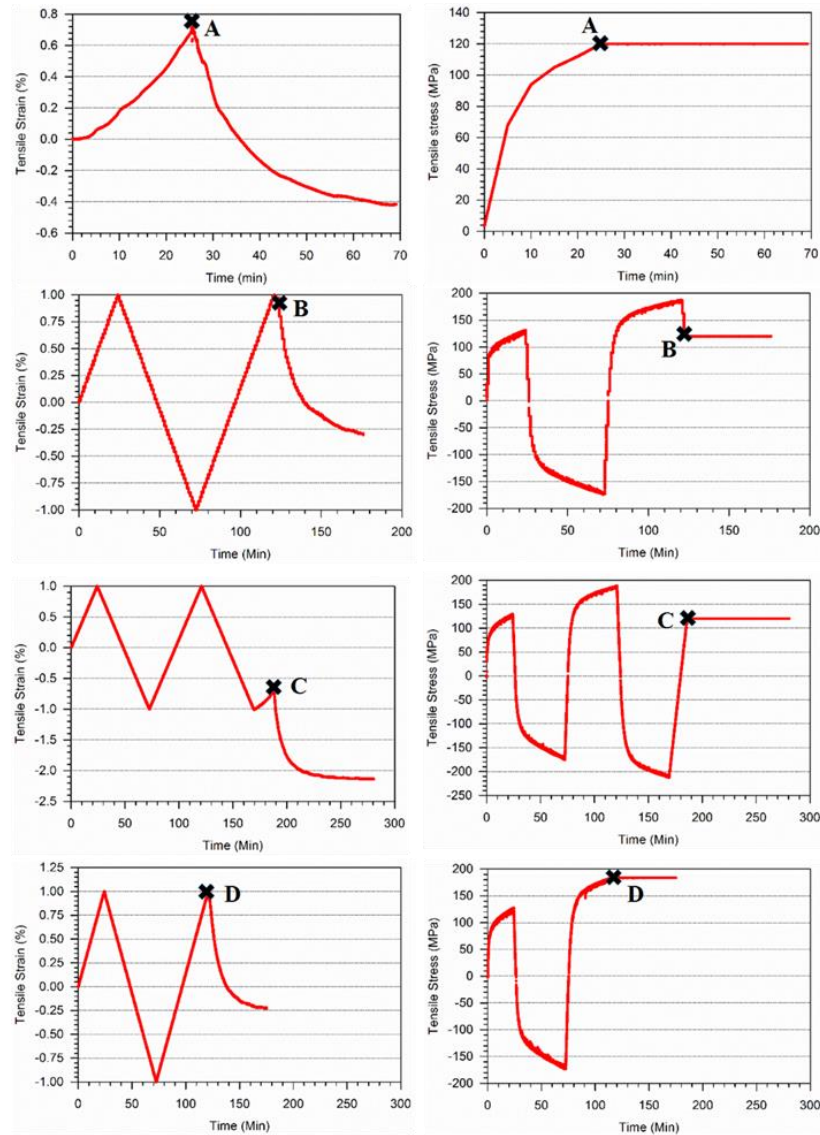 Tensile Strain (%)
0.8
0.6
0.4
0.2
0.0
-0.2
-0.4
-0.6
A
0 10 20 30 40 50 60 70
Time (min)
Tensile stress (MPa)
140
120
100
80
60
40
20
0
A
0 10 20 30 40 50 60 70
Time (min)
Tensile Strain (%)
1.00
0.75
0.50
0.25
0.00
-0.25
-0.50
-0.75
-1.00
B
0 50 100 150 200
Time (Min)
Tensile Stress (MPa)
200
150
100
50
0
-50
-100
-150
-200
B
0 50 100 150 200
Time (Min)
Tensile Strain (%)
1.0
0.5
0.0
-0.5
-1.0
-1.5
-2.0
-2.5
C
0 50 100 150 200 250 300
Time (Min)
Tensile Stress (MPa)
200
150
100
50
0
-50
-100
-150
-200
-250
C
0 50 100 150 200 250 300
Time (Min)
Tensile Strain (%)
1.25
1.00
0.75
0.50
0.25
0.00
-0.25
-0.50
-0.75
-1.00
D
0 50 100 150 200 250 300
Time (Min)
Tensile Stress (MPa)
200
150
100
50
0
-50
-100
-150
-200
D
0 50 100 150 200 250 300
Time (Min)